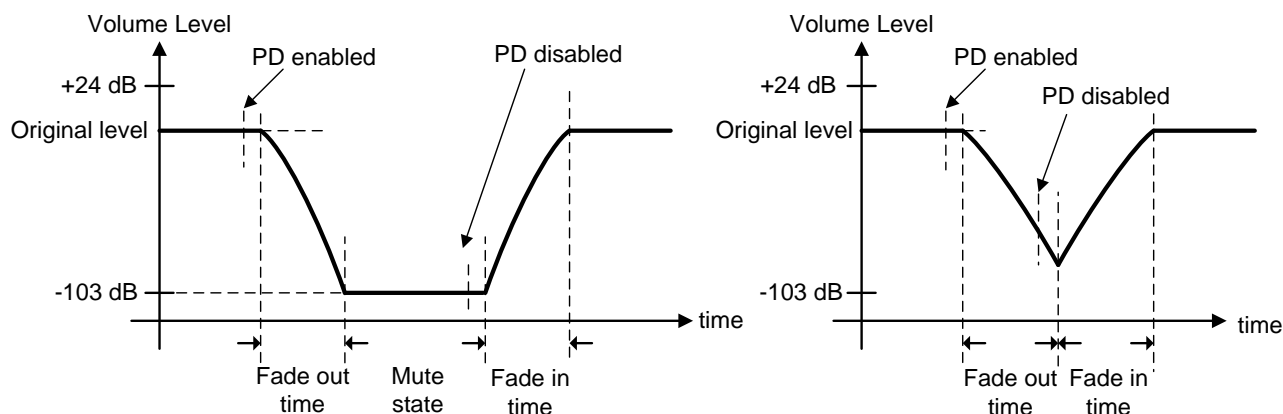 Volume Level
PD enabled
PD disabled
+24 dB
Original level
-103 dB
time
Fade out
time
Mute
state
Fade in
time
Volume Level
PD enabled
+24 dB
PD disabled
Original level
-103 dB
time
Fade out
time
Fade in
time